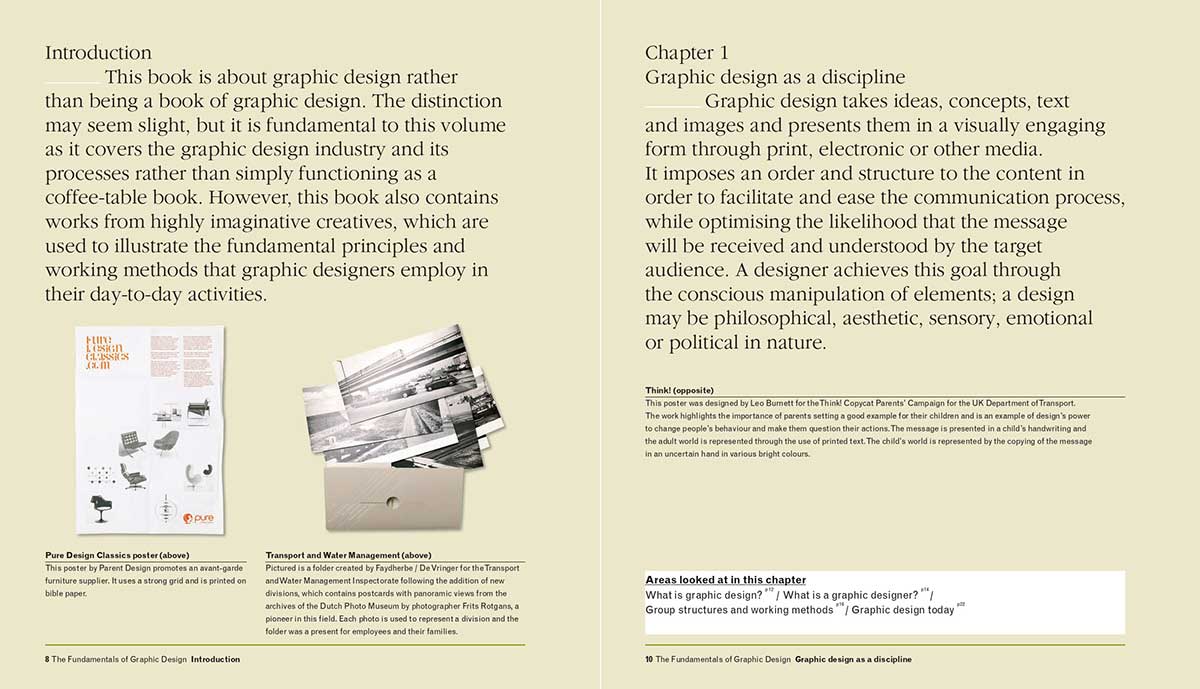 Introduction
This book is about graphic design rather
than being a book of graphic design. The distinction
may seem slight, but it is fundamental to this volume
as it covers the graphic design industry and its
processes rather than simply functioning as a
coffee-table book. However, this book also contains
works from highly imaginative creatives, which are
used to illustrate the fundamental principles and
working methods that graphic designers employ in
their day-to-day activities.
PURE
DESIGN
CLASSICS
.COM
pure
Pure Design Classics poster (above)
This poster by Parent Design promotes an avant-garde
furniture supplier. It uses a strong grid and is printed on
bible paper.
Transport and Water Management (above)
Pictured is a folder created by Faydherbe / De Vringer for the Transport
and Water Management Inspectorate following the addition of new
divisions, which contains postcards with panoramic views from the
archives of the Dutch Photo Museum by photographer Frits Rotgans, a
pioneer in this field. Each photo is used to represent a division and the
folder was a present for employees and their families.
8 The Fundamentals of Graphic Design Introduction
Chapter 1
Graphic design as a discipline
Graphic design takes ideas, concepts, text
and images and presents them in a visually engaging
form through print, electronic or other media.
It imposes an order and structure to the content in
order to facilitate and ease the communication process,
while optimising the likelihood that the message
will be received and understood by the target
audience. A designer achieves this goal through
the conscious manipulation of elements; a design
may be philosophical, aesthetic, sensory, emotional
or political in nature.
Think! (opposite)
This poster was designed by Leo Burnett for the Think! Copycat Parents' Campaign for the UK Department of Transport.
The work highlights the importance of parents setting a good example for their children and is an example of design's power
to change people's behaviour and make them question their actions. The message is presented in a child's handwriting and
the adult world is represented through the use of printed text. The child's world is represented by the copying of the message
in an uncertain hand in various bright colours.
Areas looked at in this chapter
What is graphic design? p12 / What is a graphic designer? p14 /
Group structures and working methods p16 / Graphic design today p22
10 The Fundamentals of Graphic Design Graphic design as a discipline